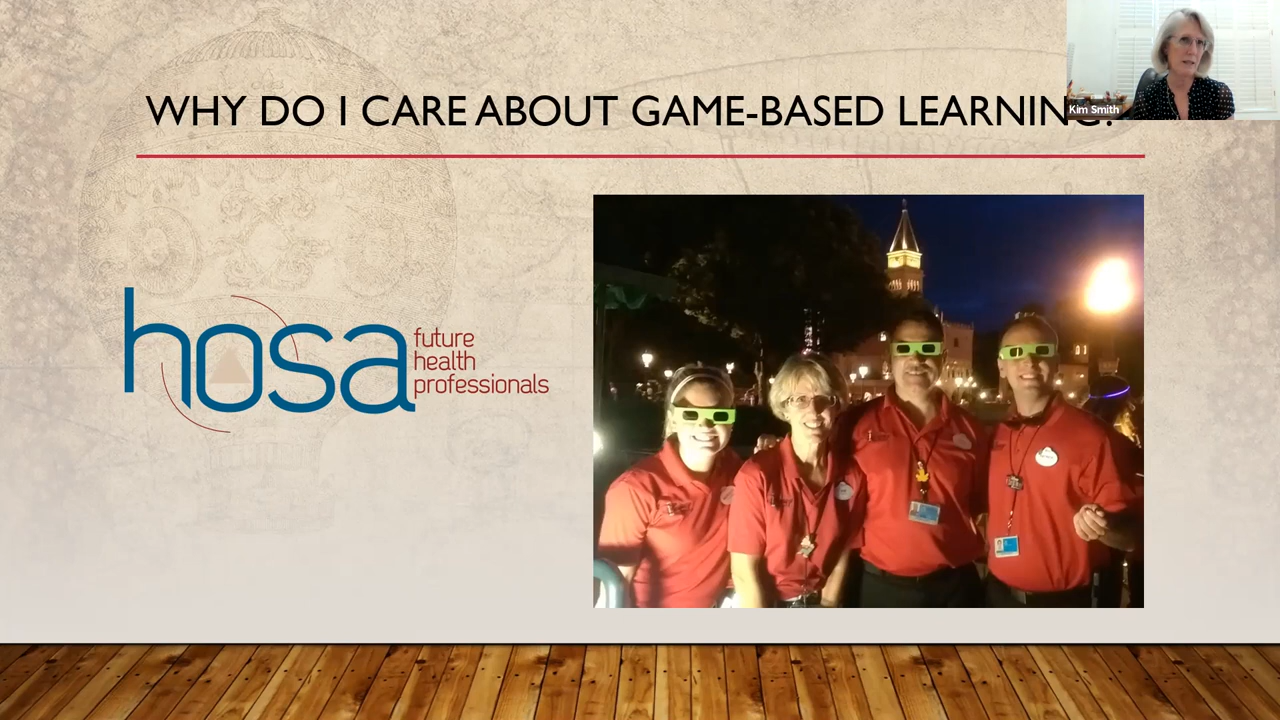 WHY DO I CARE ABOUT GAME-BASED LEARNING?
Kim Smith
hosa
future
health
professionals